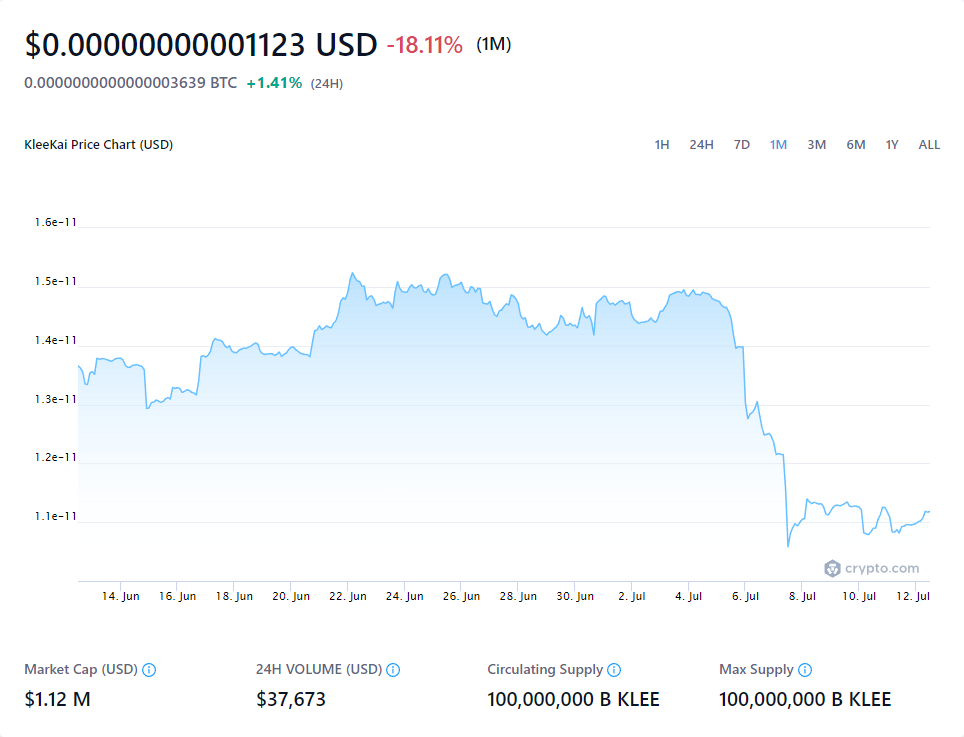 $0.00000000001123 USD -18.11% (1M)
0.0000000000000003639 BTC +1.41% (24H)
KleeKai Price Chart (USD) 1H 24H 7D 1M 3M 6M 1Y ALL
1.6e-11
1.5e-11
1.4e-11
1.3e-11
1.2e-11
1.1e-11
crypto.com
14. Jun 16. Jun 18. Jun 20. Jun 22. Jun 24. Jun 26. Jun 28. Jun 30. Jun 2. Jul 4. Jul 6. Jul 8. Jul 10. Jul 12. Jul
Market Cap (USD) 24H VOLUME (USD) Circulating Supply Max Supply
$1.12 M $37,673 100,000,000 B KLEE 100,000,000 B KLEE